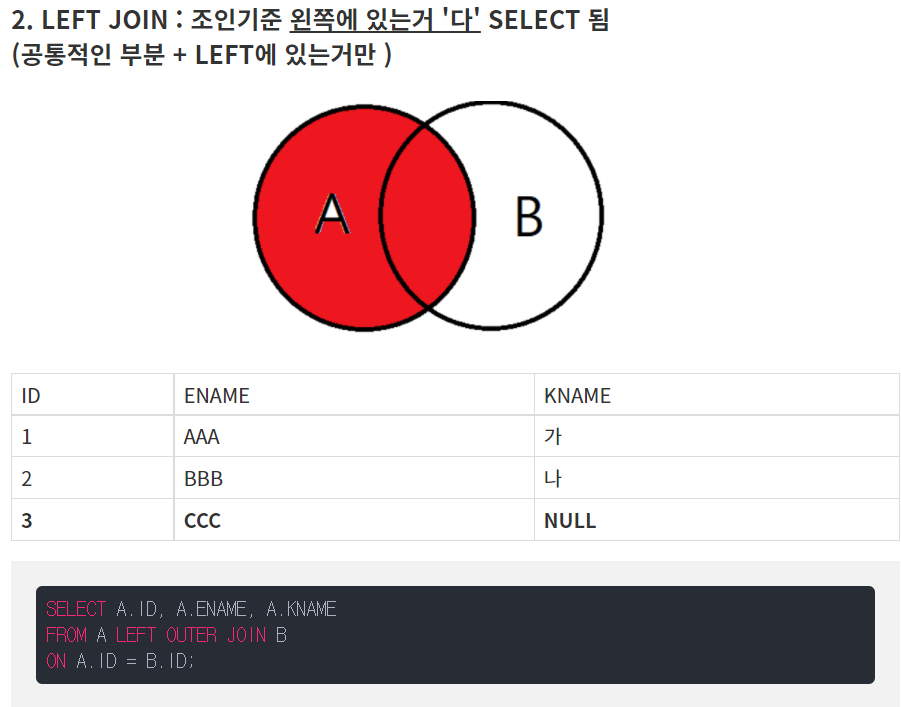 2. LEFT JOIN : 조인기준 왼쪽에 있는거 '다' SELECT 됨
(공통적인 부분 + LEFT에 있는거만 )
A
B
ID ENAME KNAME
1 AAA 가
2 BBB 나
3 CCC NULL
SELECT A.ID, A.ENAME, A.KNAME
FROM A LEFT OUTER JOIN B
ON A.ID = B.ID;